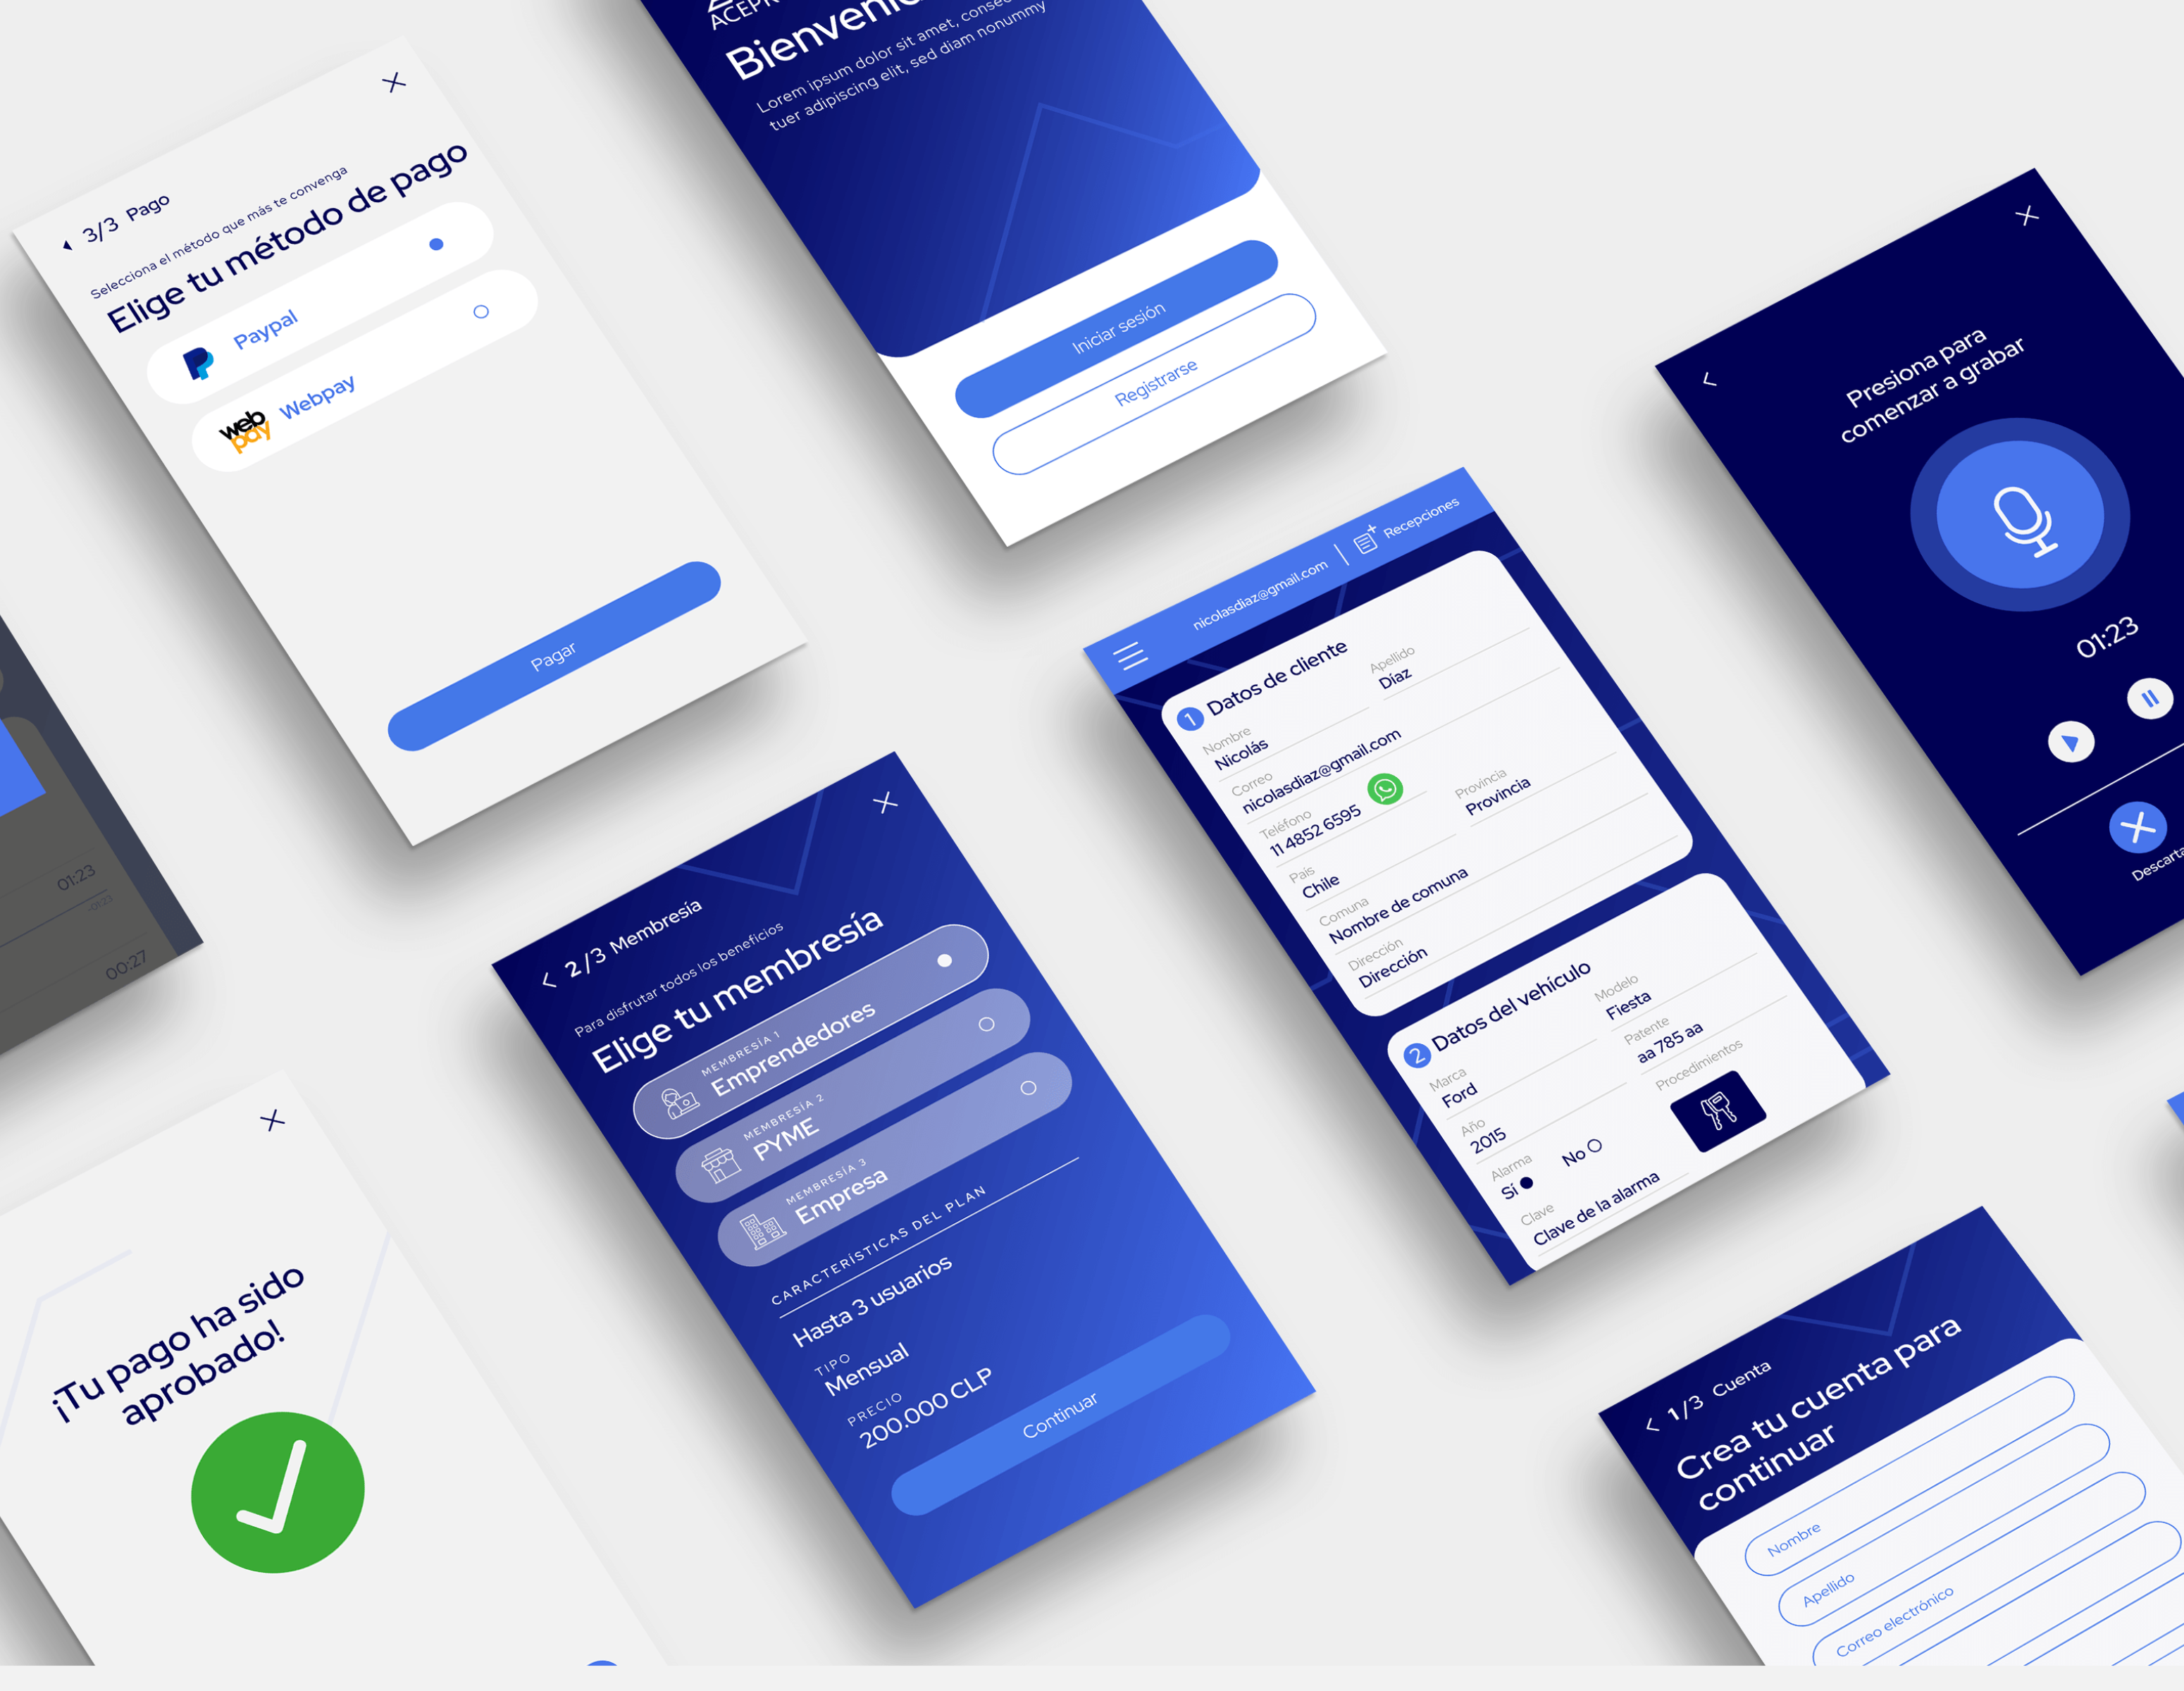 3/3 Pago
Selecciona el método que más te convenga
Elige tu método de pago
Paypal
web
pay
Webpay
Pagar
Lorem ipsum dolor sit amet,
tuer adipiscing elit, sed diam nonummy
Iniciar sesión
Registrarse
Presiona para
comenzar a grabar
01:23
nicolasdiaz@gmail.com | Recepciones
1 Datos de cliente
Nombre
Nicolás
Apellido
Díaz
Correo
nicolasdiaz@gmail.com
Teléfono
11 4852 6595
Provincia
Provincia
País
Chile
Comuna
Nombre de comuna
Dirección
Dirección
2 Datos del vehículo
Marca
Ford
Modelo
Fiesta
Año
2015
Patente
aa 785 aa
Alarma
Sí
No
Procedimientos
Clave
Clave de la alarma
01:23
-01:23
00:27
2/3 Membresía
Para disfrutar todos los beneficios
Elige tu membresía
MEMBRESÍA 1
Emprendedores
MEMBRESÍA 2
PYME
MEMBRESÍA 3
Empresa
CARACTERÍSTICAS DEL PLAN
Hasta 3 usuarios
TIPO
Mensual
PRECIO
200.000 CLP
Continuar
¡Tu pago ha sido
aprobado!
1/3 Cuenta
Crea tu cuenta para
continuar
Nombre
Apellido
Correo electrónico